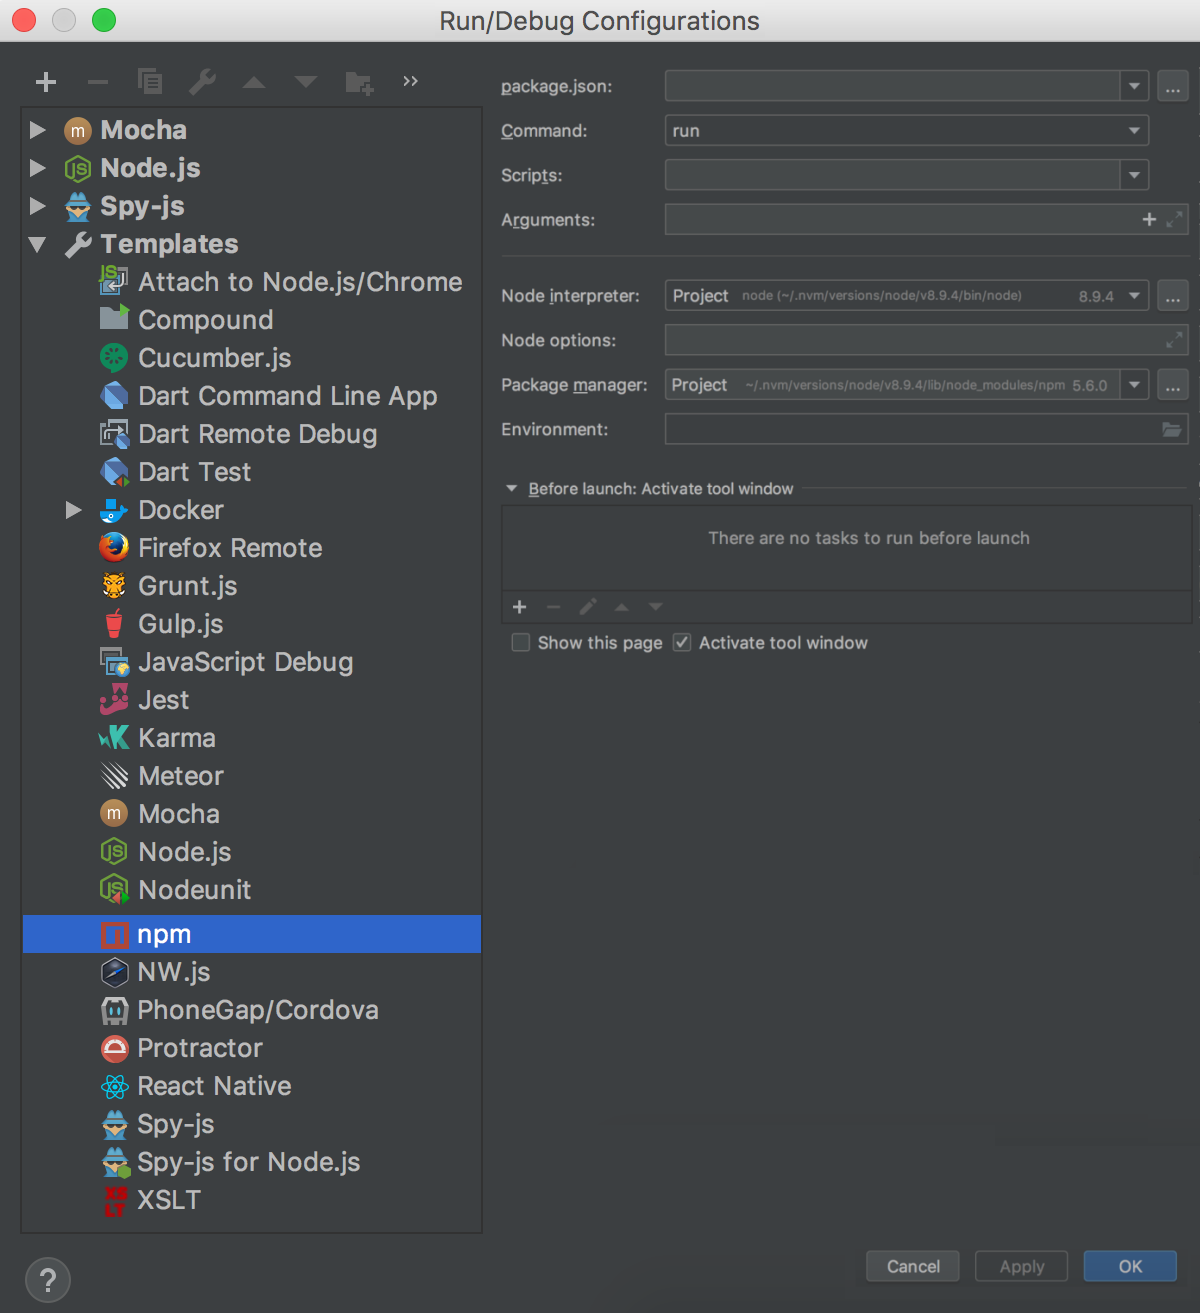 Run/Debug Configurations
Mocha
Node.js
Spy-js
Templates
Attach to Node.js/Chrome
Compound
Cucumber.js
Dart Command Line App
Dart Remote Debug
Dart Test
Docker
Firefox Remote
Grunt.js
Gulp.js
JavaScript Debug
Jest
Karma
Meteor
Mocha
Node.js
Nodeunit
npm
NW.js
PhoneGap/Cordova
Protractor
React Native
Spy-js
Spy-js for Node.js
XSLT
package.json:
...
Command: run
Scripts:
Arguments:
Node interpreter: Project node (~/.nvm/versions/node/v8.9.4/bin/node) 8.9.4 ...
Node options:
Package manager: Project ~/.nvm/versions/node/v8.9.4/lib/node_modules/npm 5.6.0 ...
Environment:
Before launch: Activate tool window
There are no tasks to run before launch
Show this page Activate tool window
? Cancel Apply OK